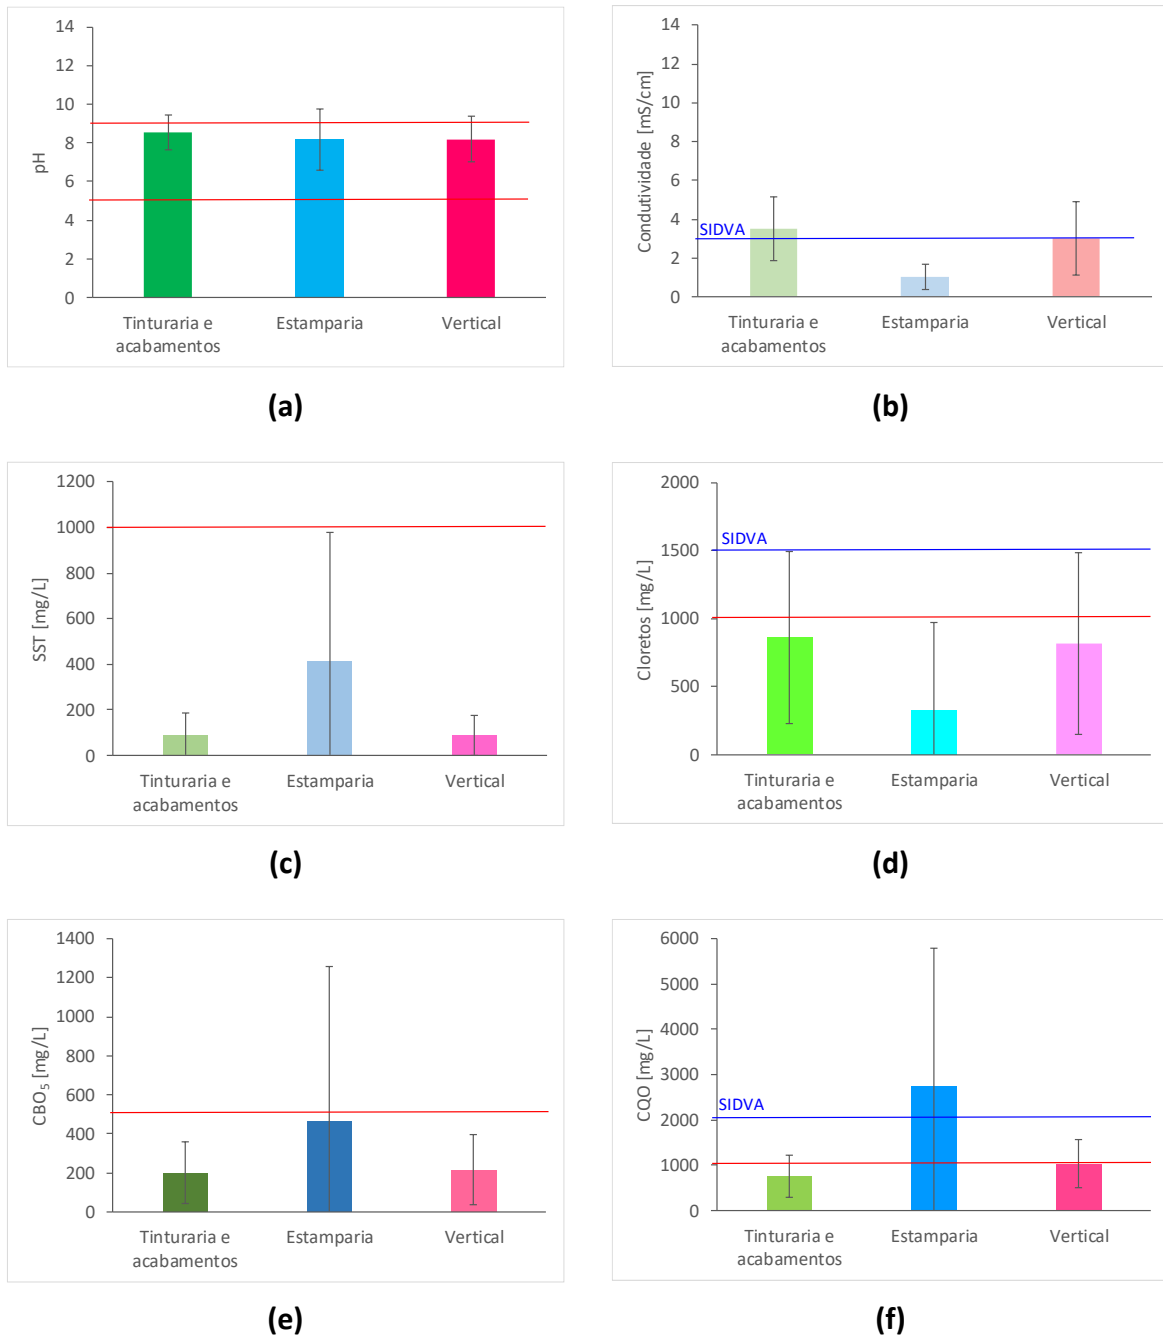 14
12
10
8
6
4
2
0
pH
Tinturaria e
acabamentos
Estamparia
Vertical
(a)
14
12
10
8
6
4
2
0
Condutividade [mS/cm]
SIDVA
Tinturaria e
acabamentos
Estamparia
Vertical
(b)
1200
1000
800
600
400
200
0
SST [mg/L]
Tinturaria e
acabamentos
Estamparia
Vertical
(c)
2000
1500
1000
500
0
Cloretos [mg/L]
SIDVA
Tinturaria e
acabamentos
Estamparia
Vertical
(d)
1400
1200
1000
800
600
400
200
0
CBO₅ [mg/L]
Tinturaria e
acabamentos
Estamparia
Vertical
(e)
6000
5000
4000
3000
2000
1000
0
CQO [mg/L]
SIDVA
Tinturaria e
acabamentos
Estamparia
Vertical
(f)